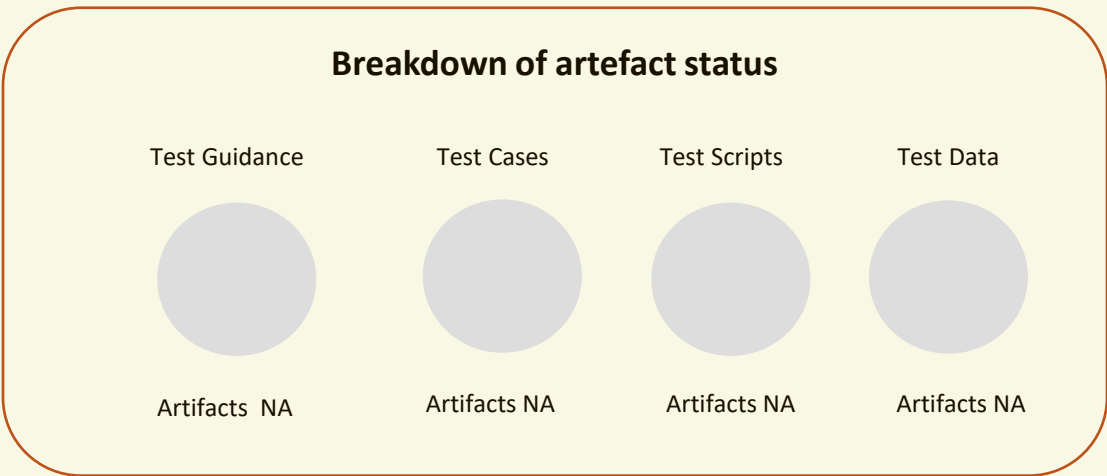 Breakdown of artefact status
Test Guidance
Test Cases
Test Scripts
Test Data
Artifacts  NA
Artifacts NA
Artifacts NA
Artifacts NA